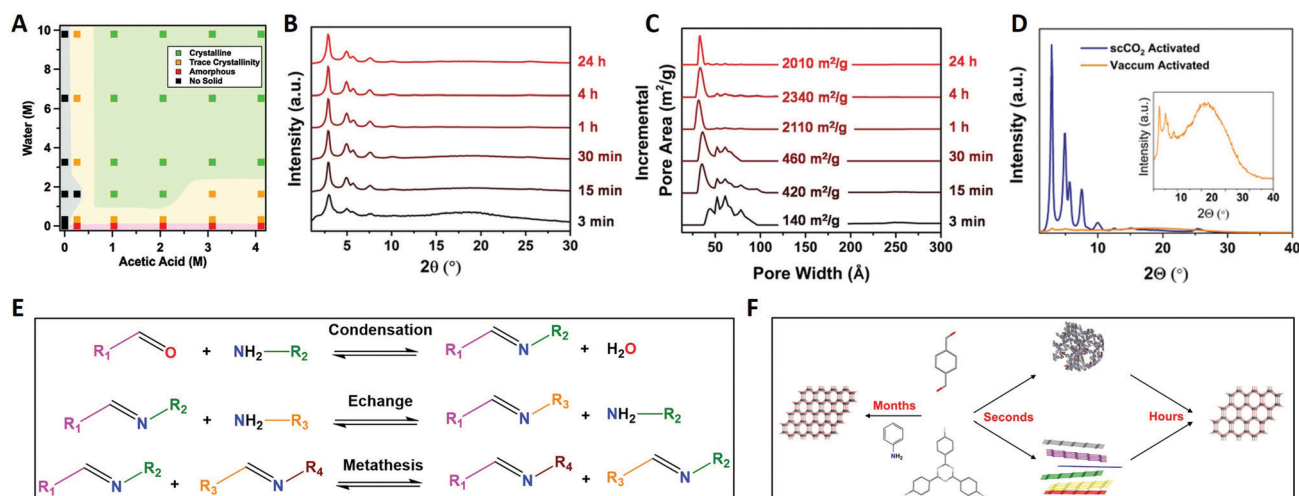 A
10
8
6
4
2
0
Water (M)
0 1 2 3 4
Acetic Acid (M)
Crystalline
Trace Crystallinity
Amorphous
No Solid
B
Intensity (a.u.)
24 h
4 h
1 h
30 min
15 min
3 min
5 10 15 20 25 30
2θ (°)
C
Incremental
Pore Area (m²/g)
2010 m²/g 24 h
2340 m²/g 4 h
2110 m²/g 1 h
460 m²/g 30 min
420 m²/g 15 min
140 m²/g 3 min
50 100 150 200 250 300
Pore Width (Å)
D
Intensity (a.u.)
scCO₂ Activated
Vaccum Activated
Intensity (a.u.)
10 20 30 40
2Θ (°)
10 20 30 40
2Θ (°)
E
Condensation
R₁ O + NH₂ R₂ R₁ N R₂ + H₂O
Echange
R₁ N R₂ + NH₂ R₃ R₁ N R₃ + NH₂ R₂
Metathesis
R₁ N R₂ + R₃ N R₄ R₁ N R₄ + R₃ N R₂
F
Months
Seconds
Hours
NH₂